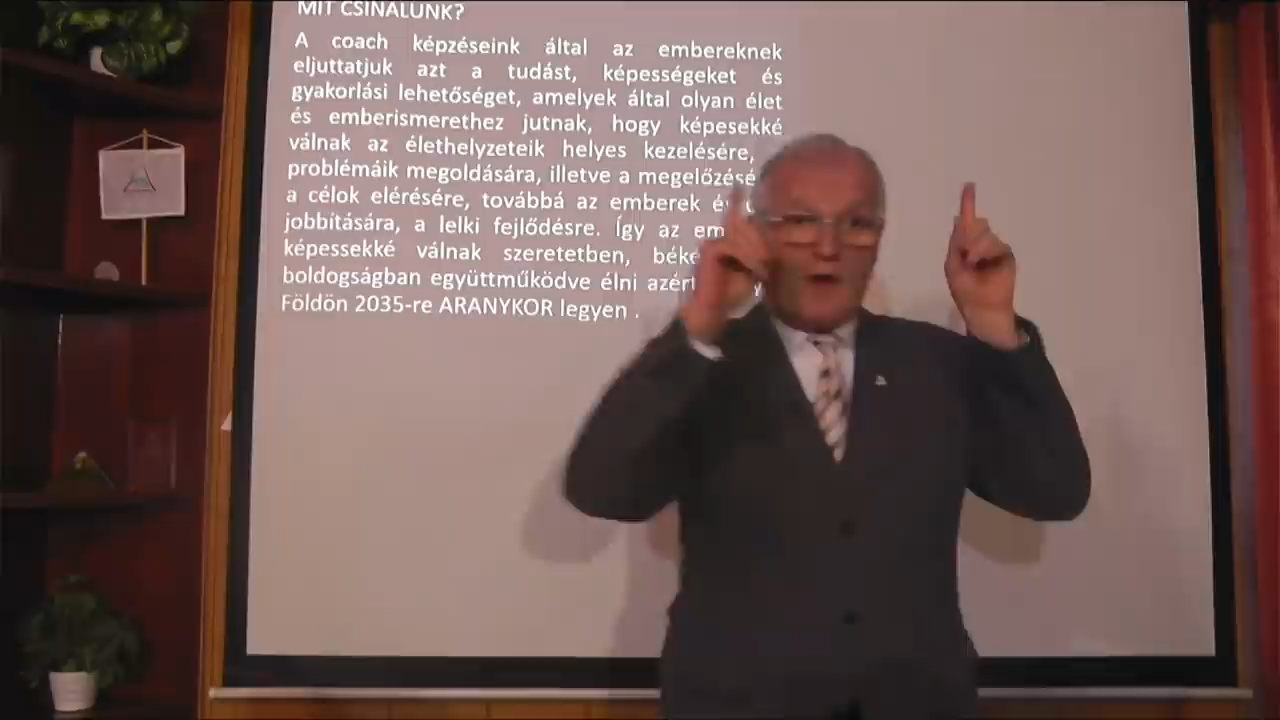 MIT CSINÁLUNK?
A coach képzéseink által az embereknek
eljuttatjuk azt a tudást, képességeket és
gyakorlási lehetőséget, amelyek által olyan élet
és emberismerethez jutnak, hogy képesekké
válnak az élethelyzeteik helyes kezelésére,
problémáik megoldására, illetve a
a célok elérésére, továbbá az emberek
jobbítására, a lelki fejlődésre. Így az
képessekké válnak szeretetben,
boldogságban együttműködve élni
Földön 2035-re ARANYKOR legyen .